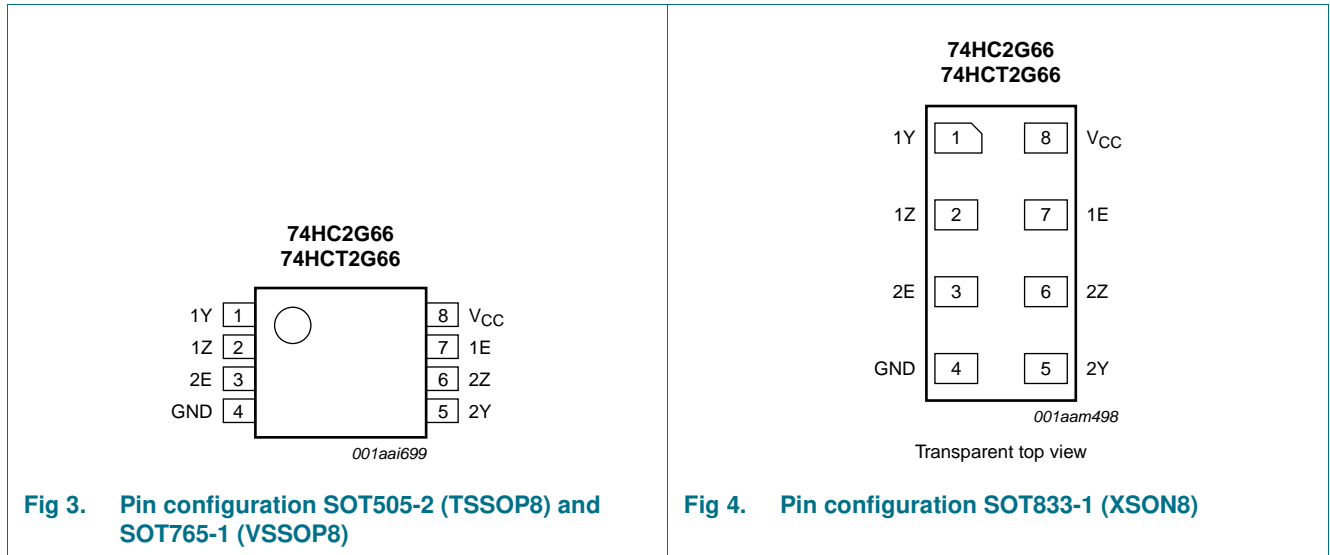 74HC2G66
74HCT2G66
1Y 1 8 VCC
1Z 2 7 1E
2E 3 6 2Z
GND 4 5 2Y
001aai699
Fig 3. Pin configuration SOT505-2 (TSSOP8) and
SOT765-1 (VSSOP8)
74HC2G66
74HCT2G66
1Y 1 8 VCC
1Z 2 7 1E
2E 3 6 2Z
GND 4 5 2Y
001aam498
Transparent top view
Fig 4. Pin configuration SOT833-1 (XSON8)